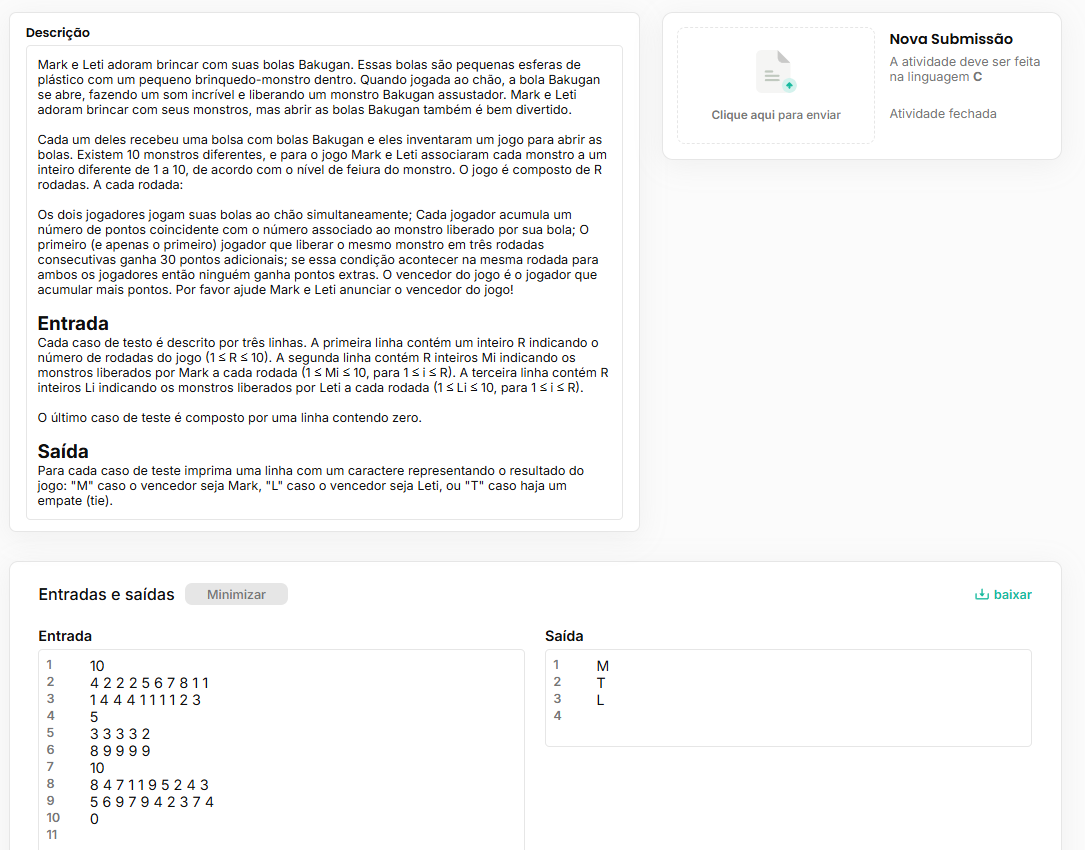 Descrição
Mark e Leti adoram brincar com suas bolas Bakugan. Essas bolas são pequenas esferas de
plástico com um pequeno brinquedo-monstro dentro. Quando jogada ao chão, a bola Bakugan
se abre, fazendo um som incrível e liberando um monstro Bakugan assustador. Mark e Leti
adoram brincar com seus monstros, mas abrir as bolas Bakugan também é bem divertido.
Cada um deles recebeu uma bolsa com bolas Bakugan e eles inventaram um jogo para abrir as
bolas. Existem 10 monstros diferentes, e para o jogo Mark e Leti associaram cada monstro a um
inteiro diferente de 1 a 10, de acordo com o nível de feiura do monstro. O jogo é composto de R
rodadas. A cada rodada:
Os dois jogadores jogam suas bolas ao chão simultaneamente; Cada jogador acumula um
número de pontos coincidente com o número associado ao monstro liberado por sua bola; O
primeiro (e apenas o primeiro) jogador que liberar o mesmo monstro em três rodadas
consecutivas ganha 30 pontos adicionais; se essa condição acontecer na mesma rodada para
ambos os jogadores então ninguém ganha pontos extras. O vencedor do jogo é o jogador que
acumular mais pontos. Por favor ajude Mark e Leti anunciar o vencedor do jogo!
Entrada
Cada caso de testo é descrito por três linhas. A primeira linha contém um inteiro R indicando o
número de rodadas do jogo (1 ≤ R ≤ 10). A segunda linha contém R inteiros Mi indicando os
monstros liberados por Mark a cada rodada (1 ≤ Mi ≤ 10, para 1 ≤ i ≤ R). A terceira linha contém R
inteiros Li indicando os monstros liberados por Leti a cada rodada (1 ≤ Li ≤ 10, para 1 ≤ i ≤ R).
O último caso de teste é composto por uma linha contendo zero.
Saída
Para cada caso de teste imprima uma linha com um caractere representando o resultado do
jogo: "M" caso o vencedor seja Mark, "L" caso o vencedor seja Leti, ou "T" caso haja um
empate (tie).
Clique aqui para enviar
Nova Submissão
A atividade deve ser feita
na linguagem C
Atividade fechada
Entradas e saídas
Minimizar
baixar
Entrada
1 10
2 4 2 2 2 5 6 7 8 1 1
3 1 4 4 4 1 1 1 1 2 3
4 5
5 3 3 3 3 2
6 8 9 9 9 9
7 10
8 8 4 7 1 1 9 5 2 4 3
9 5 6 9 7 9 4 2 3 7 4
10 0
11
Saída
1 M
2 T
3 L
4